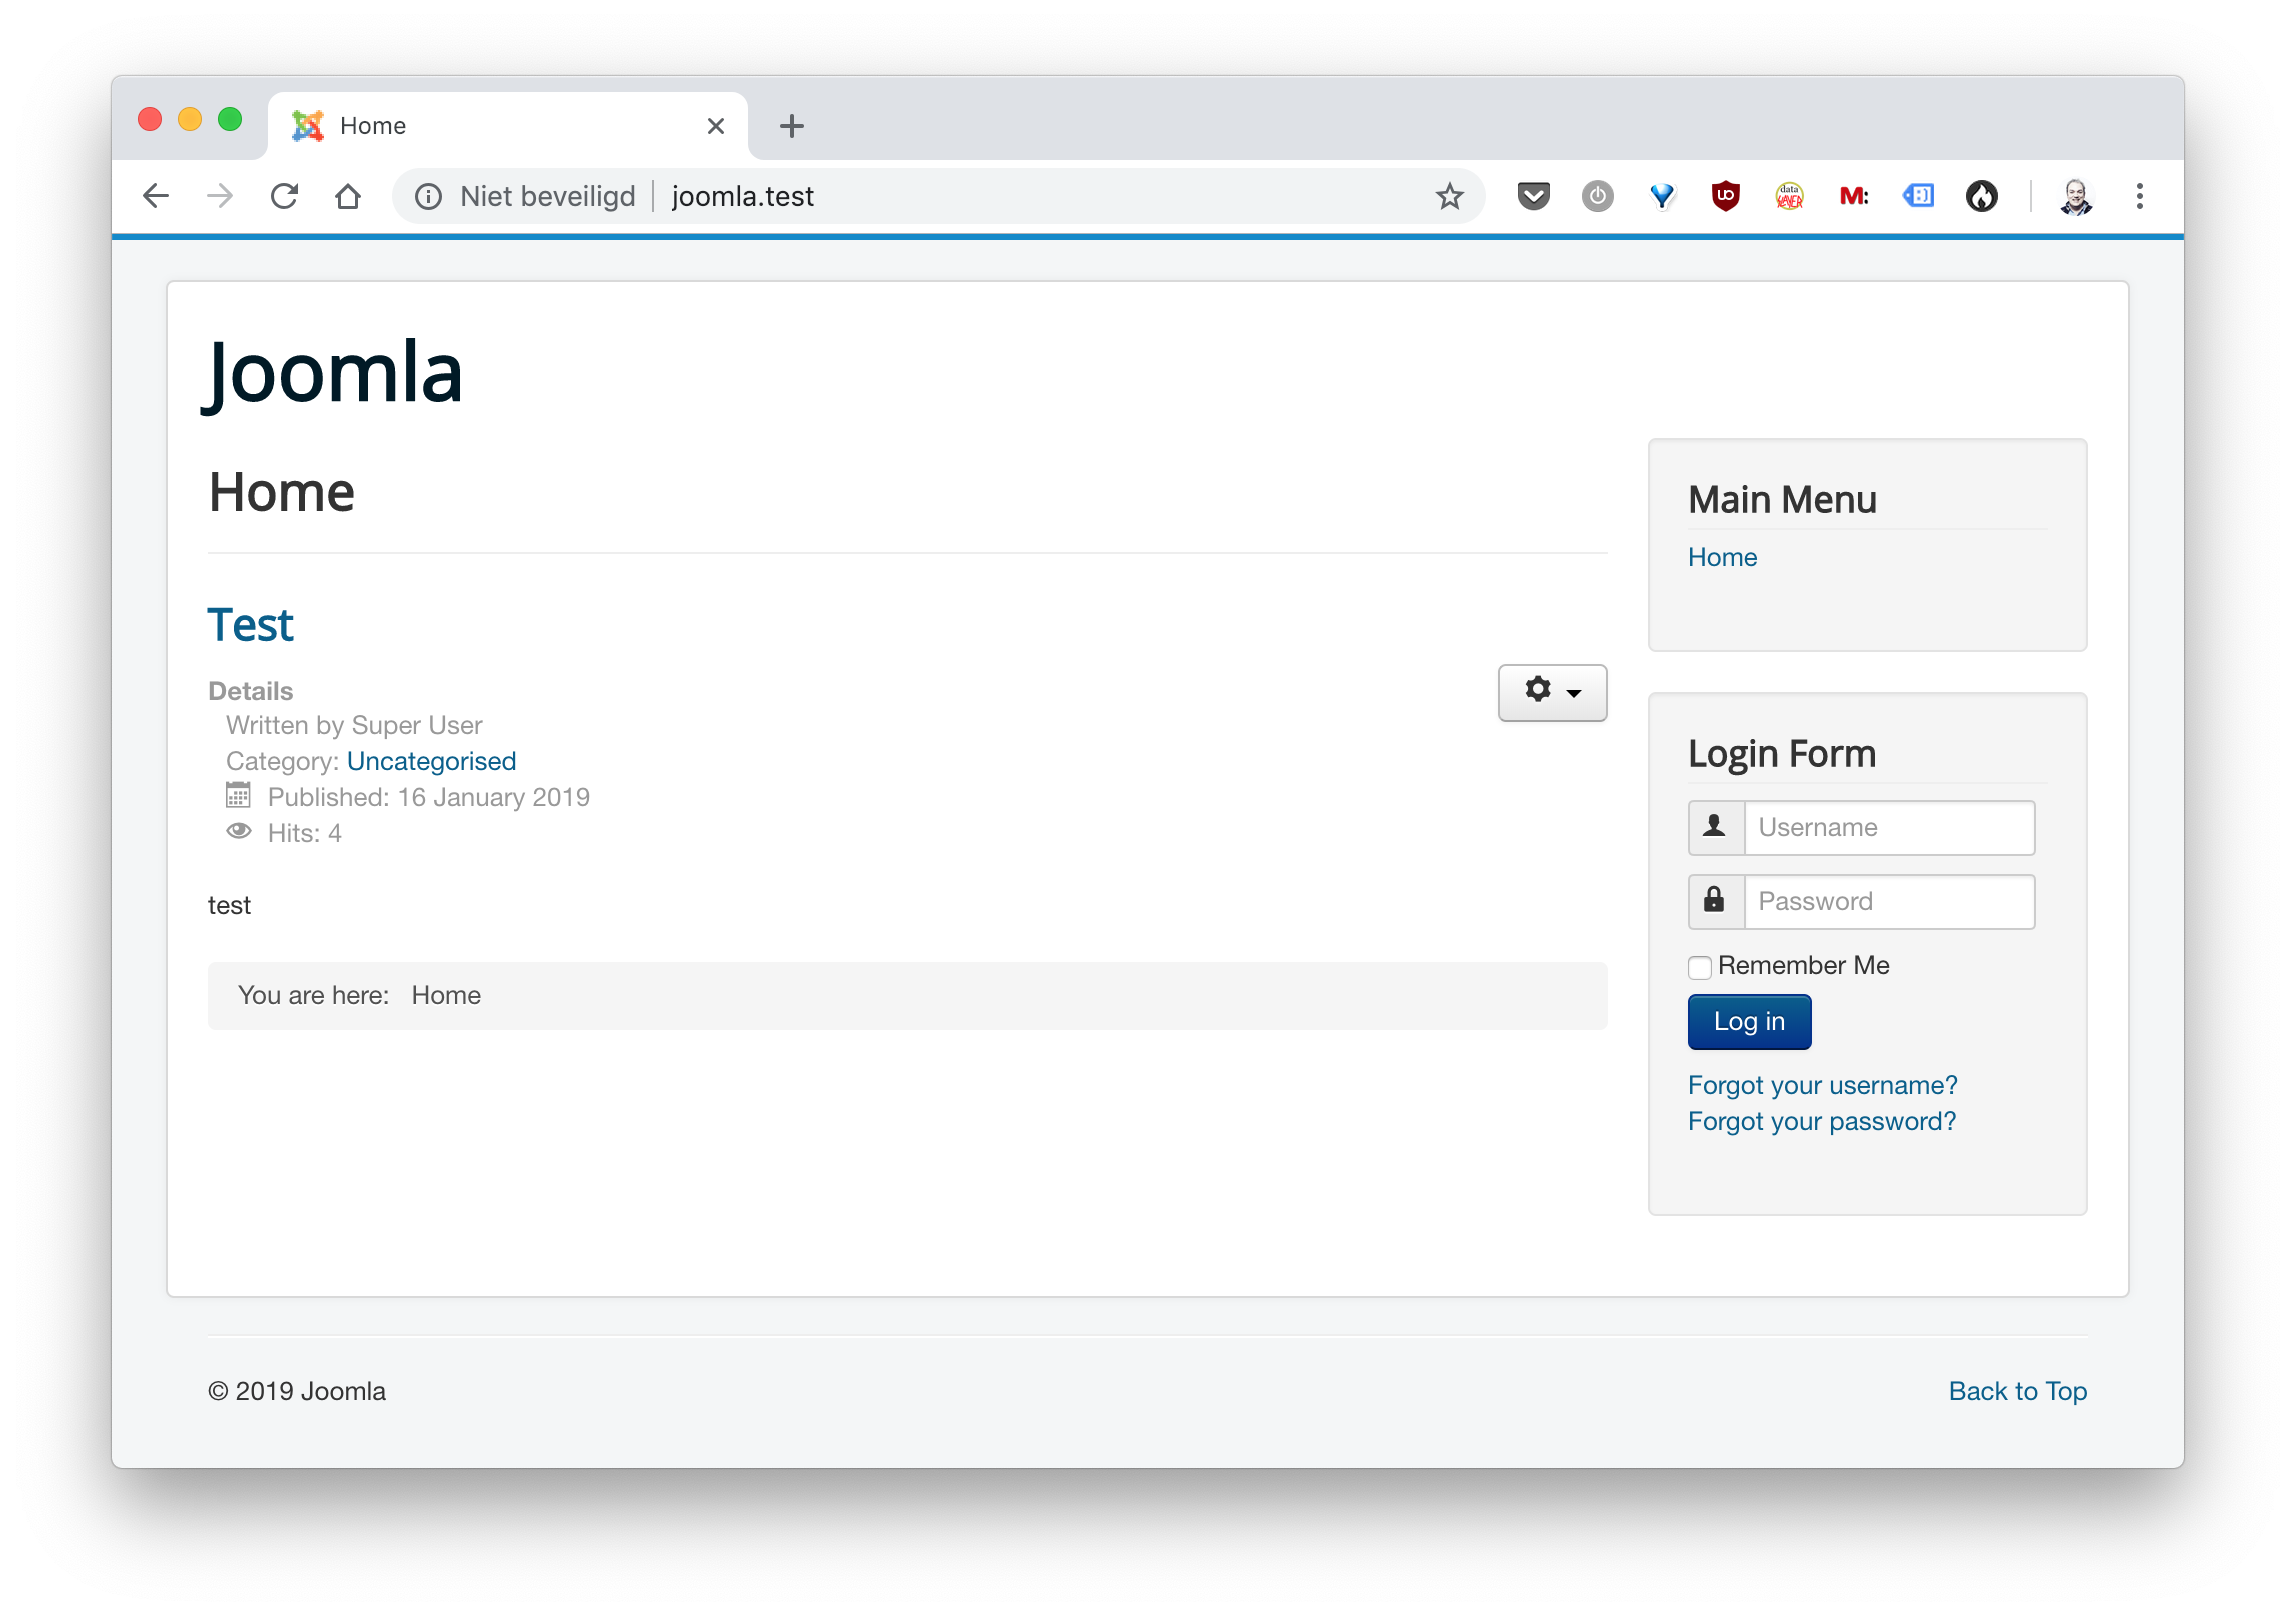 Home
Niet beveiligd joomla.test
data
SLAYER
M:
Joomla
Home
Test
Details
Written by Super User
Category: Uncategorised
Published: 16 January 2019
Hits: 4
test
You are here: Home
Main Menu
Home
Login Form
Username
Password
Remember Me
Log in
Forgot your username?
Forgot your password?
© 2019 Joomla
Back to Top